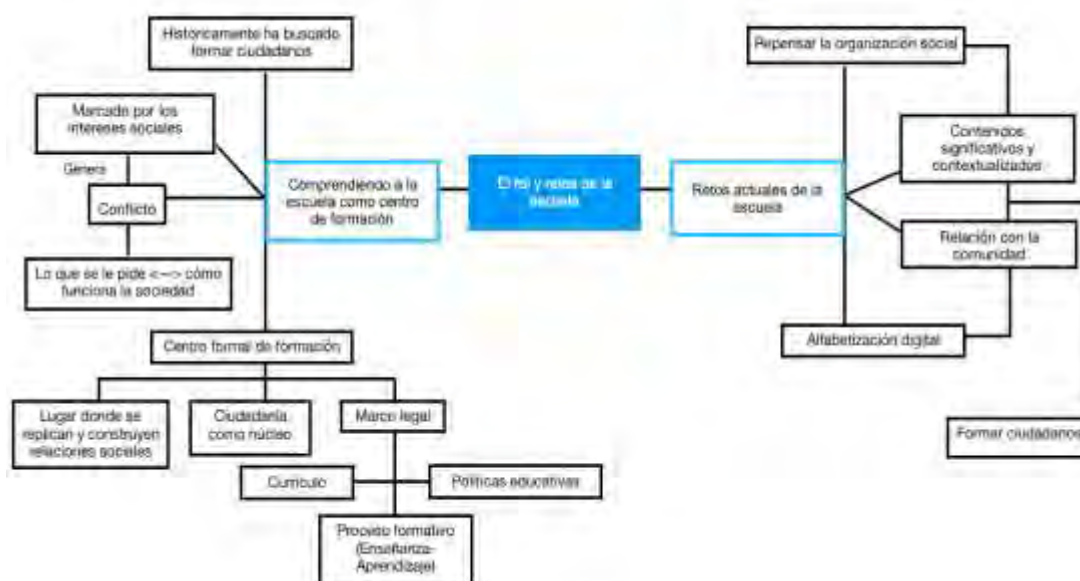 Históricamente ha buscado
formar ciudadanos
Marcado por los
intereses sociales
Genera
Conflicto
Lo que se le pide <--> cómo
funciona la sociedad
Comprendiendo a la
escuela como centro
de formación
El rol y retos de la
escuela
Retos actuales de la
escuela
Repensar la organización social
Contenidos
significativos y
contextualizados
Relación con la
comunidad
Alfabetización digital
Centro formal de formación
Lugar donde se
replican y construyen
relaciones sociales
Ciudadanía
como núcleo
Marco legal
Currículo
Políticas educativas
Proceso formativo
(Enseñanza-
Aprendizaje)
Formar ciudadanos